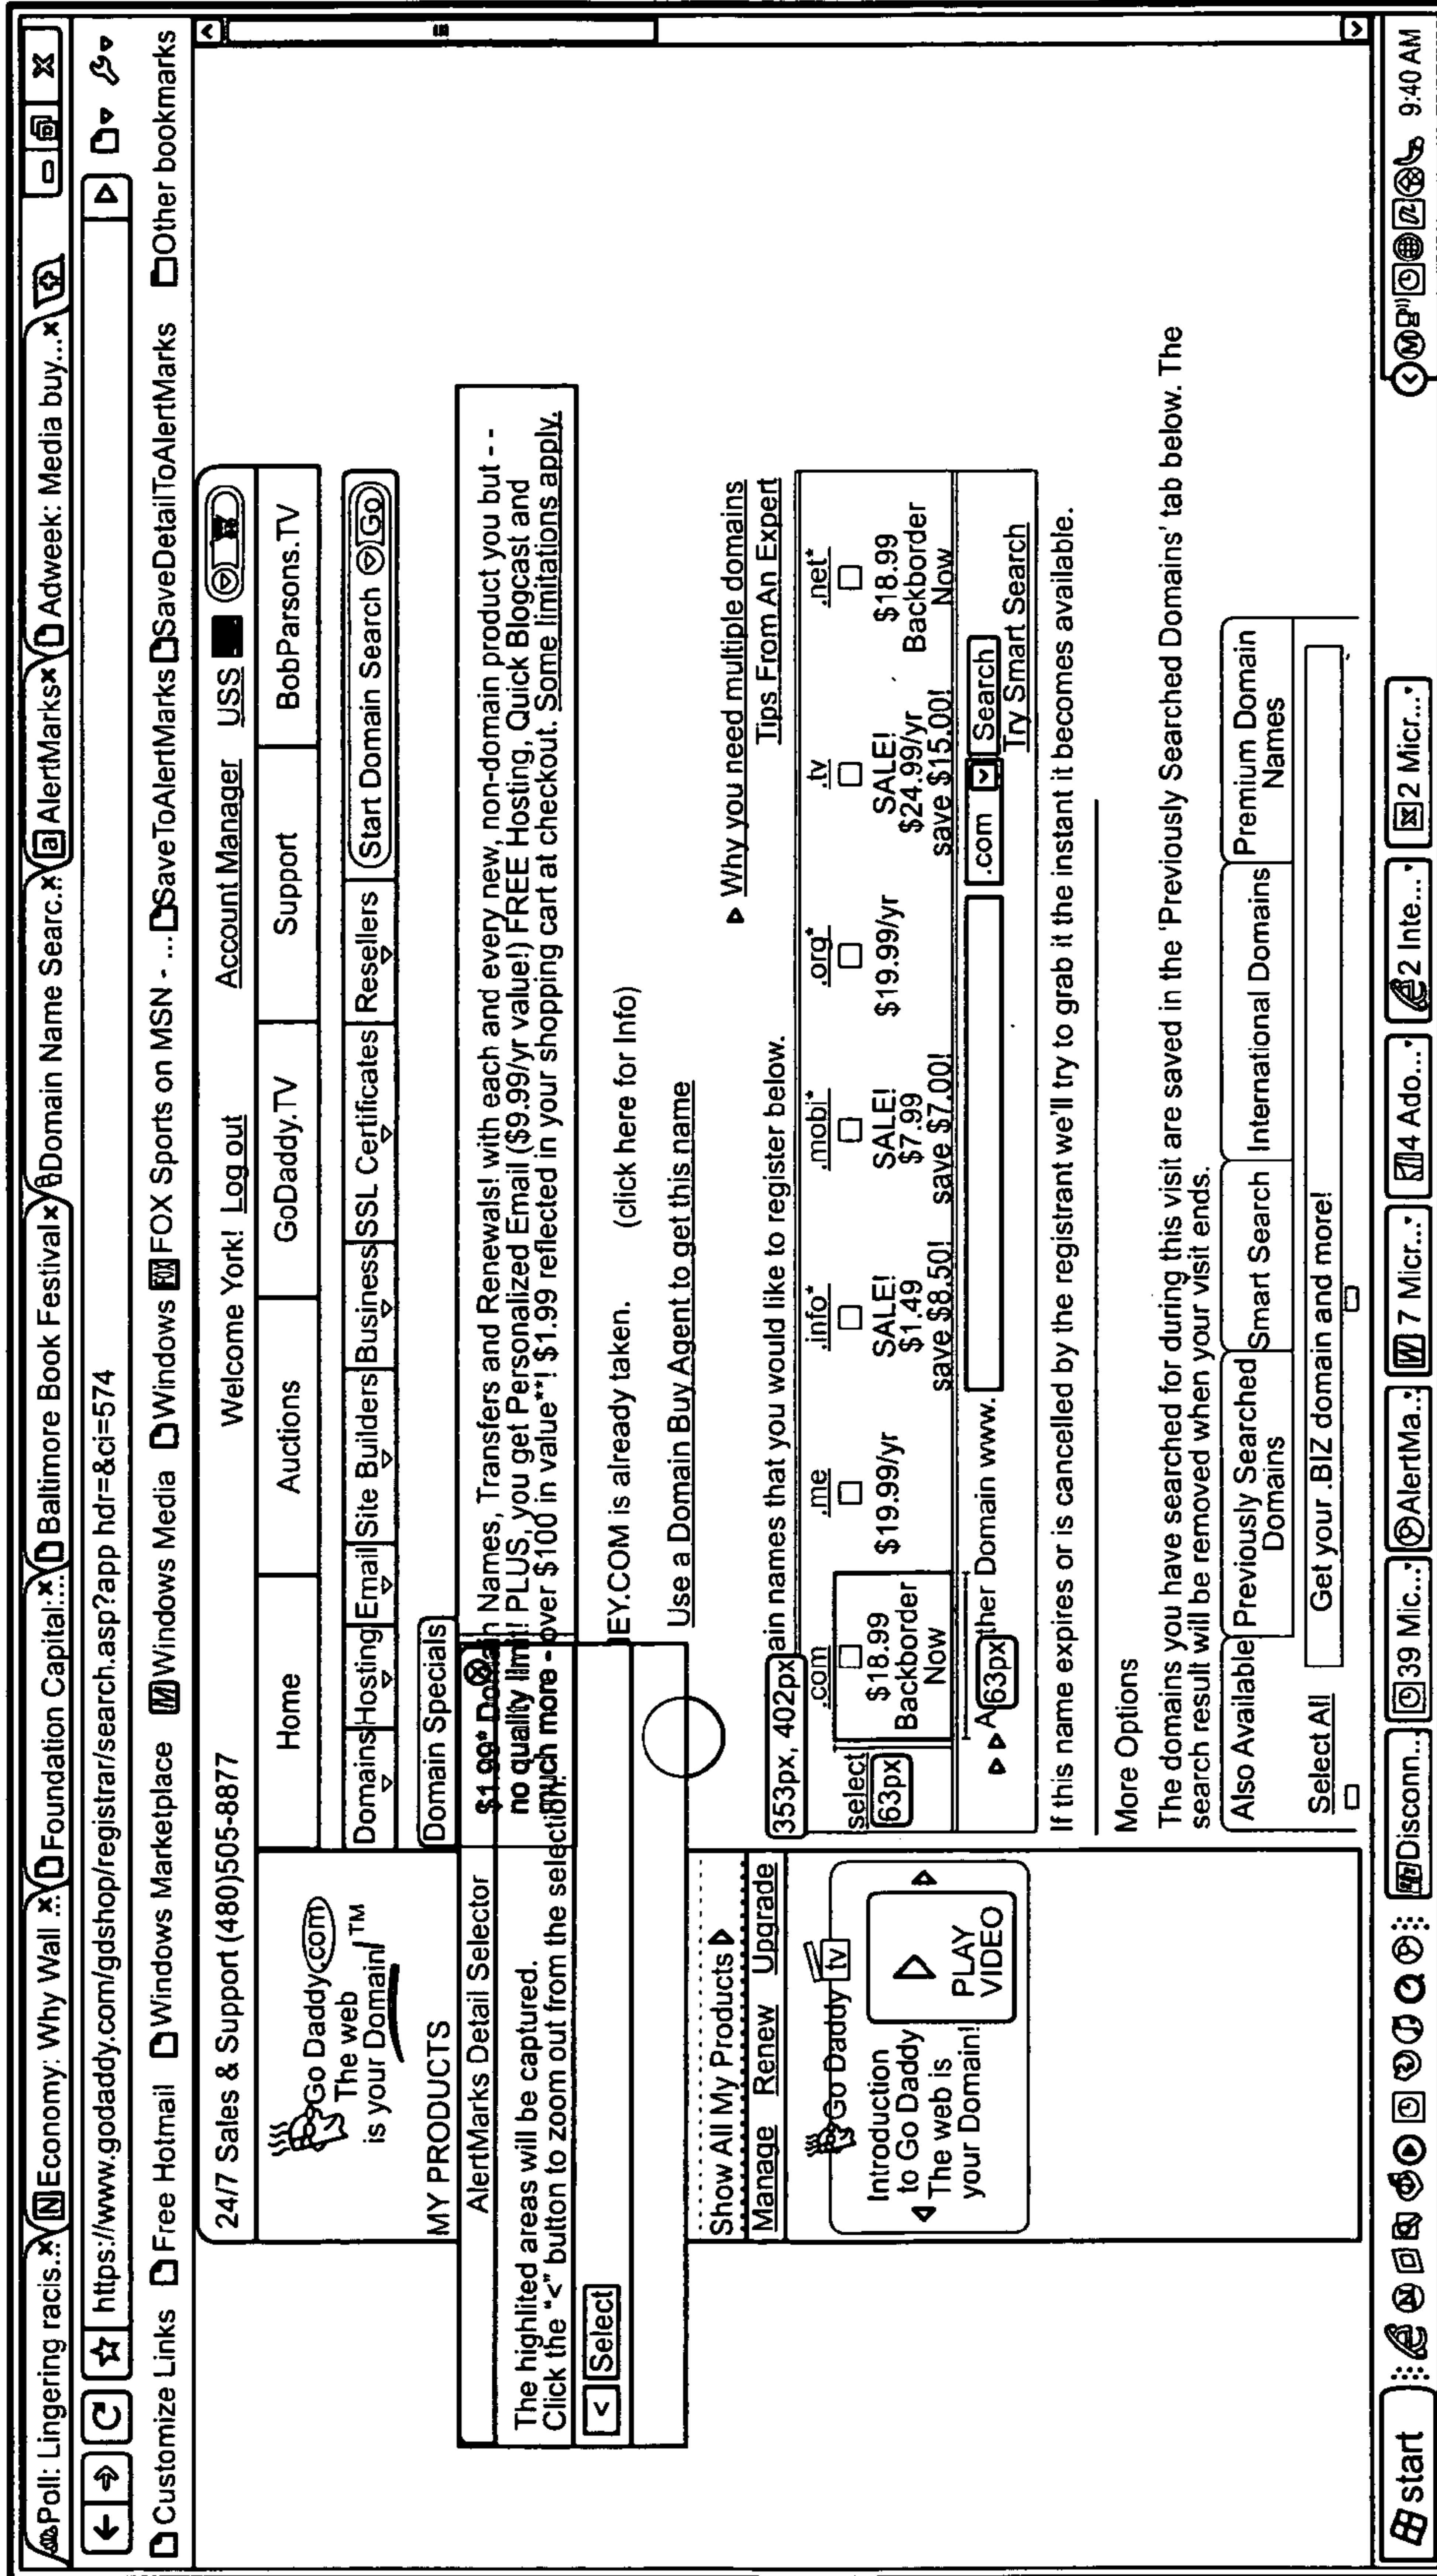 Poll: Lingering racis..
Economy: Why Wall ..
Foundation Capital:
Baltimore Book Festival
Domain Name Searc.
AlertMarks
Adweek: Media buy...
https://www.godaddy.com/gdshop/registrar/search.asp?app hdr=&ci=574
Customize Links Free Hotmail Windows Marketplace Windows Media Windows FOX FOX Sports on MSN - ... SaveToAlertMarks SaveDetailToAlertMarks Other bookmarks
24/7 Sales & Support (480)505-8877 Welcome York! Log out Account Manager USS
Home Auctions GoDaddy.TV Support BobParsons.TV
Go Daddy.com
The web
is your Domain!™
Domains Hosting Email Site Builders Business SSL Certificates Resellers Start Domain Search Go
MY PRODUCTS
Domain Specials
AlertMarks Detail Selector
$1.99* Domain Names, Transfers and Renewals! with each and every new, non-domain product you but - -
no quality limit! PLUS, you get Personalized Email ($9.99/yr value!) FREE Hosting, Quick Blogcast and
much more - over $100 in value**! $1.99 reflected in your shopping cart at checkout. Some limitations apply.
The highlited areas will be captured.
Click the "<" button to zoom out from the selection.
< Select
EY.COM is already taken. (click here for Info)
Use a Domain Buy Agent to get this name
Show All My Products
Manage Renew Upgrade
Why you need multiple domains
Tips From An Expert
353px, 402px
ain names that you would like to register below.
select
63px
.com .me .info* .mobi* .org* .tv .net*
$18.99
Backborder
Now
$19.99/yr
SALE!
$1.49
save $8.50!
SALE!
$7.99
save $7.00!
$19.99/yr
SALE!
$24.99/yr
save $15.00!
$18.99
Backborder
Now
63px
A ther Domain www. .com Search
Try Smart Search
Go Daddy tv
Introduction
to Go Daddy
The web is
your Domain!
PLAY
VIDEO
If this name expires or is cancelled by the registrant we'll try to grab it the instant it becomes available.
More Options
The domains you have searched for during this visit are saved in the 'Previously Searched Domains' tab below. The
search result will be removed when your visit ends.
Also Available
Previously Searched
Domains
Smart Search
International Domains
Premium Domain
Names
Select All Get your .BIZ domain and more!
start Disconn.. 39 Mic... AlertMa.. W 7 Micr... 4 Ado... 2 Inte... 2 Micr... 9:40 AM